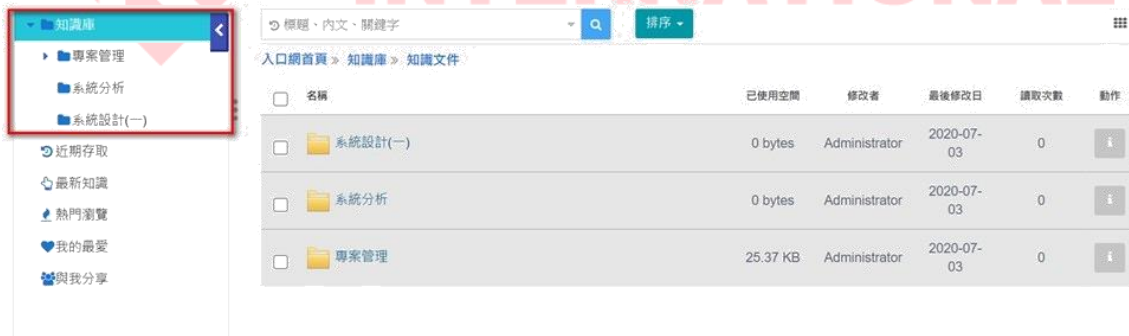 INTERNATIONAL
知識庫
專案管理
系統分析
系統設計(一)
近期存取
最新知識
熱門瀏覽
我的最愛
與我分享
標題、內文、關鍵字
排序
入口網首頁 » 知識庫 » 知識文件
名稱 已使用空間 修改者 最後修改日 讀取次數 動作
系統設計(一) 0 bytes Administrator 2020-07-
03 0
系統分析 0 bytes Administrator 2020-07-
03 0
專案管理 25.37 KB Administrator 2020-07-
03 0